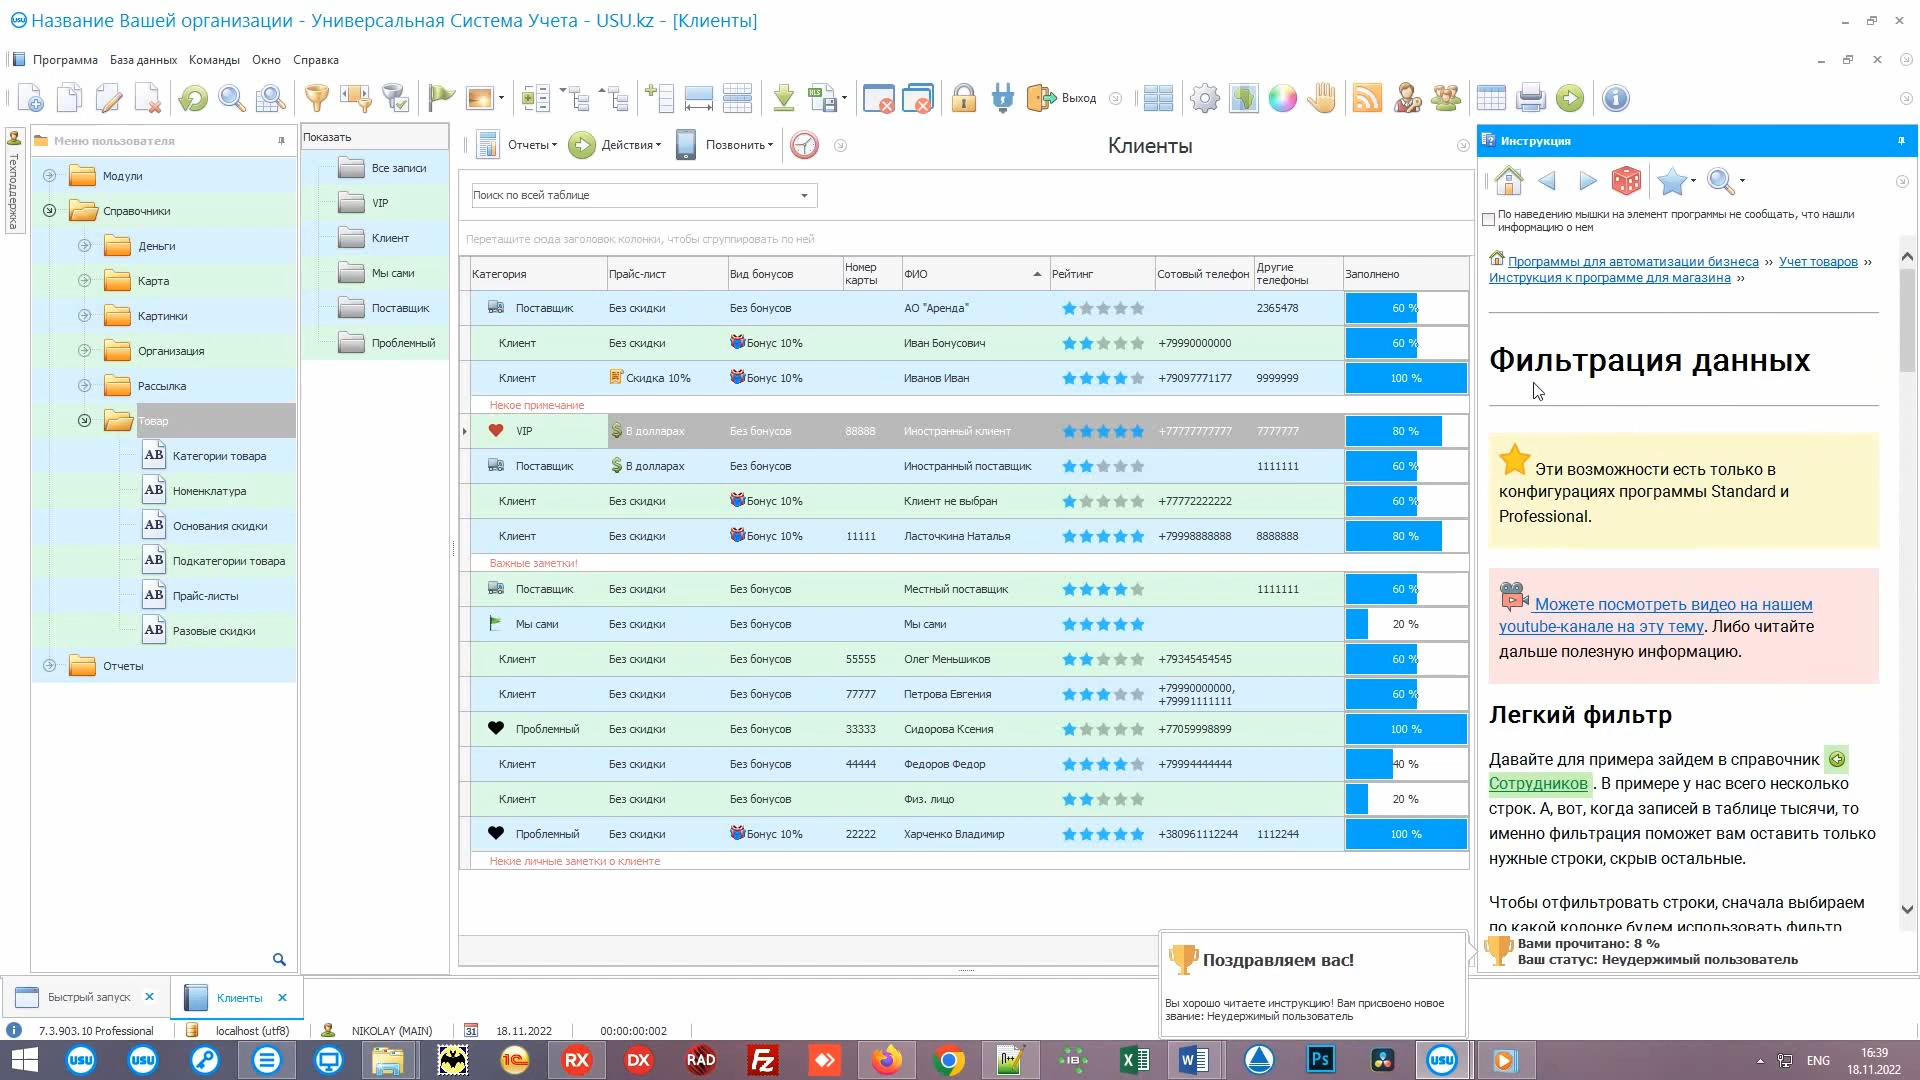 Название Вашей организации - Универсальная Система Учета - USU.kz - [Клиенты]
Программа База данных Команды Окно Справка
Выход
Техподдержка
Меню пользователя
Модули
Справочники
Деньги
Карта
Картинки
Организация
Рассылка
Товар
Категории товара
Номенклатура
Основания скидки
Подкатегории товара
Прайс-листы
Разовые скидки
Отчеты
Показать
Все записи
VIP
Клиент
Мы сами
Поставщик
Проблемный
Отчеты Действия Позвонить Клиенты
Поиск по всей таблице
Перетащите сюда заголовок колонки, чтобы сгруппировать по ней
Категория Прайс-лист Вид бонусов Номер карты ФИО Рейтинг Сотовый телефон Другие телефоны Заполнено
Поставщик Без скидки Без бонусов АО "Аренда" 2365478 60 %
Клиент Без скидки Бонус 10% Иван Бонусович +79990000000 60 %
Клиент Скидка 10% Бонус 10% Иванов Иван +79097771177 9999999 100 %
Некое примечание
VIP В долларах Без бонусов 88888 Иностранный клиент +77777777777 7777777 80 %
Поставщик В долларах Без бонусов Иностранный поставщик 1111111 60 %
Клиент Без скидки Бонус 10% Клиент не выбран +77772222222 60 %
Клиент Без скидки Бонус 10% 11111 Ласточкина Наталья +79998888888 8888888 80 %
Важные заметки!
Поставщик Без скидки Без бонусов Местный поставщик 1111111 60 %
Мы сами Без скидки Без бонусов Мы сами 20 %
Клиент Без скидки Без бонусов 55555 Олег Меньшиков +79345454545 60 %
Клиент Без скидки Без бонусов 77777 Петрова Евгения +79990000000, +79991111111 60 %
Проблемный Без скидки Без бонусов 33333 Сидорова Ксения +77059998899 100 %
Клиент Без скидки Без бонусов 44444 Федоров Федор +79994444444 40 %
Клиент Без скидки Без бонусов Физ. лицо 20 %
Проблемный Без скидки Бонус 10% 22222 Харченко Владимир +380961112244 1112244 100 %
Некие личные заметки о клиенте
Инструкция
По наведению мышки на элемент программы не сообщать, что нашли
информацию о нем
Программы для автоматизации бизнеса ›› Учет товаров ››
Инструкция к программе для магазина ››
Фильтрация данных
Эти возможности есть только в
конфигурациях программы Standard и
Professional.
Можете посмотреть видео на нашем
youtube-канале на эту тему. Либо читайте
дальше полезную информацию.
Легкий фильтр
Давайте для примера зайдем в справочник
Сотрудников . В примере у нас всего несколько
строк. А, вот, когда записей в таблице тысячи, то
именно фильтрация поможет вам оставить только
нужные строки, скрыв остальные.
Чтобы отфильтровать строки, сначала выбираем
по какой колонке будем использовать фильтр.
Вами прочитано: 8 %
Ваш статус: Неудержимый пользователь
Поздравляем вас!
Вы хорошо читаете инструкцию! Вам присвоено новое
звание: Неудержимый пользователь
Быстрый запуск Клиенты
7.3.903.10 Professional localhost (utf8) NIKOLAY (MAIN) 31 18.11.2022 00:00:00:002
USU USU 1С RX DX RAD FZ IB Ps USU ENG 16:39
18.11.2022